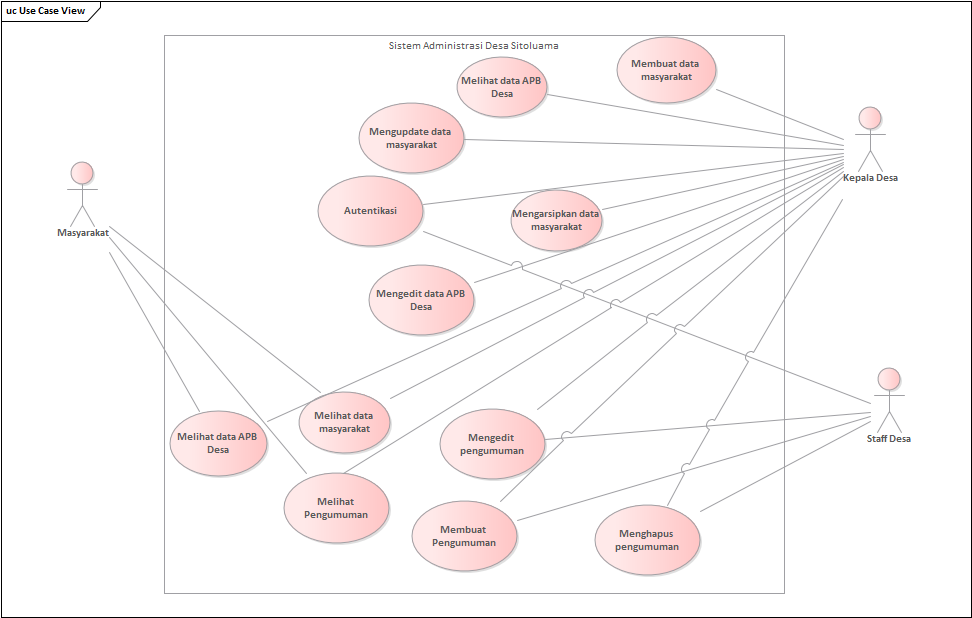 uc Use Case View
Sistem Administrasi Desa Sitoluama
Membuat data
masyarakat
Melihat data APB
Desa
Mengupdate data
masyarakat
Kepala Desa
Autentikasi
Mengarsipkan data
masyarakat
Masyarakat
Mengedit data APB
Desa
Melihat data APB
Desa
Melihat data
masyarakat
Mengedit
pengumuman
Staff Desa
Melihat
Pengumuman
Membuat
Pengumuman
Menghapus
pengumuman